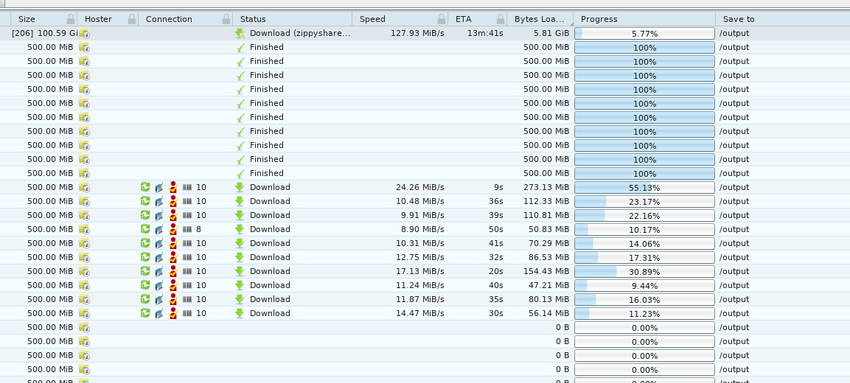 Size Hoster Connection Status Speed ETA Bytes Loa... Progress Save to
[206] 100.59 Gi Download (zippyshare... 127.93 MiB/s 13m:41s 5.81 GiB 5.77% /output
500.00 MiB Finished 500.00 MiB 100% /output
500.00 MiB Finished 500.00 MiB 100% /output
500.00 MiB Finished 500.00 MiB 100% /output
500.00 MiB Finished 500.00 MiB 100% /output
500.00 MiB Finished 500.00 MiB 100% /output
500.00 MiB Finished 500.00 MiB 100% /output
500.00 MiB Finished 500.00 MiB 100% /output
500.00 MiB Finished 500.00 MiB 100% /output
500.00 MiB Finished 500.00 MiB 100% /output
500.00 MiB Finished 500.00 MiB 100% /output
500.00 MiB 10 Download 24.26 MiB/s 9s 273.13 MiB 55.13% /output
500.00 MiB 10 Download 10.48 MiB/s 36s 112.33 MiB 23.17% /output
500.00 MiB 10 Download 9.91 MiB/s 39s 110.81 MiB 22.16% /output
500.00 MiB 8 Download 8.90 MiB/s 50s 50.83 MiB 10.17% /output
500.00 MiB 10 Download 10.31 MiB/s 41s 70.29 MiB 14.06% /output
500.00 MiB 10 Download 12.75 MiB/s 32s 86.53 MiB 17.31% /output
500.00 MiB 10 Download 17.13 MiB/s 20s 154.43 MiB 30.89% /output
500.00 MiB 10 Download 11.24 MiB/s 40s 47.21 MiB 9.44% /output
500.00 MiB 10 Download 11.87 MiB/s 35s 80.13 MiB 16.03% /output
500.00 MiB 10 Download 14.47 MiB/s 30s 56.14 MiB 11.23% /output
500.00 MiB 0 B 0.00% /output
500.00 MiB 0 B 0.00% /output
500.00 MiB 0 B 0.00% /output
500.00 MiB 0 B 0.00% /output
500.00 MiB 0 B 0.00% /output